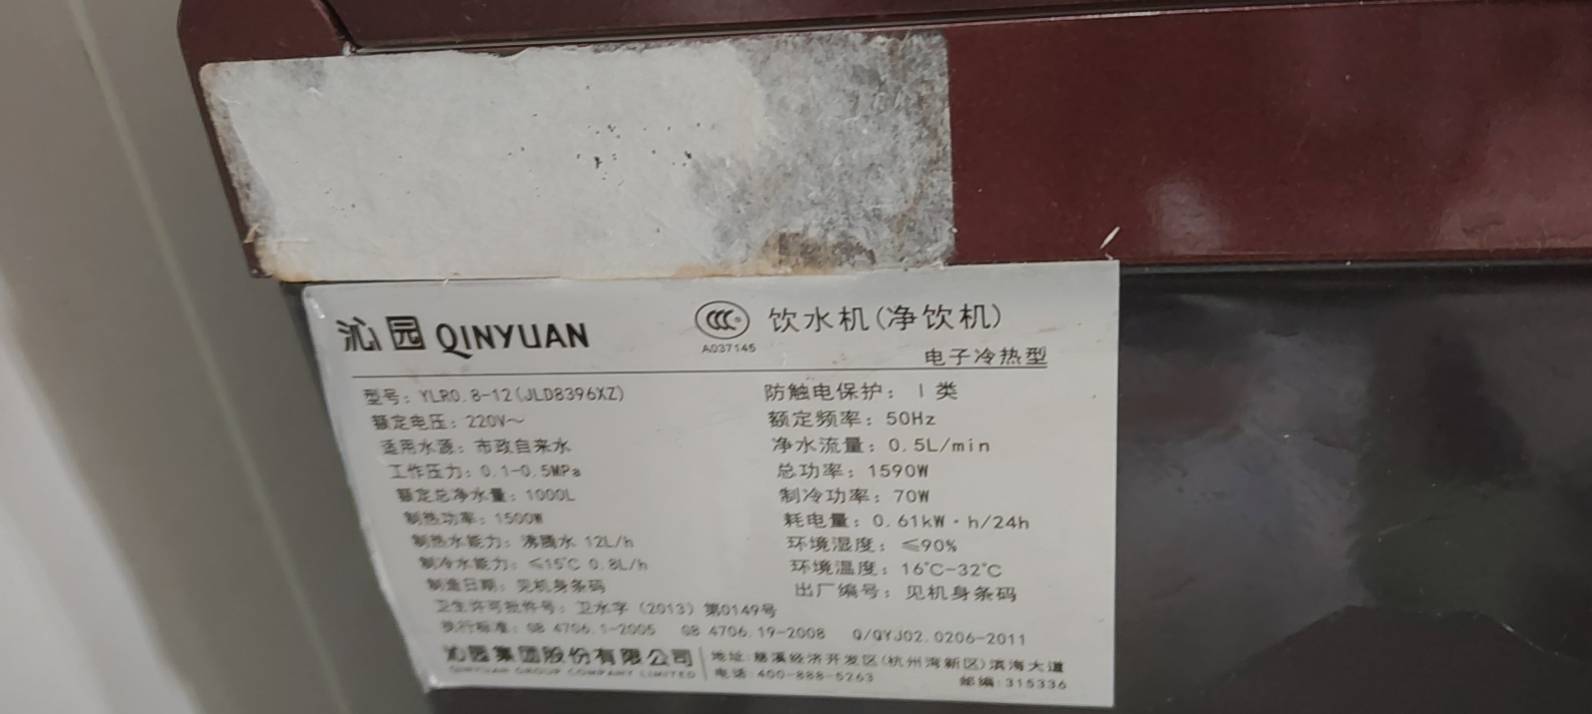 沁园 QINYUAN
CCC
A037145
饮水机(净饮机)
电子冷热型
型号: YLR0.8-12(JLD8396XZ) 防触电保护: I类
额定电压: 220V~ 额定频率: 50Hz
适用水源: 市政自来水 净水流量: 0.5L/min
工作压力: 0.1-0.5MPa 总功率: 1590W
额定总净水量: 1000L 制冷功率: 70W
制热功率: 1500W 耗电量: 0.61kW·h/24h
制热水能力: 沸腾水 12L/h 环境湿度: ≤90%
制冷水能力: ≤15℃ 0.8L/h 环境温度: 16℃-32℃
制造日期: 见机身条码 出厂编号: 见机身条码
卫生许可批件号: 卫水字 (2013) 第0149号
执行标准: GB 4706.1-2005 GB 4706.19-2008 Q/QYJ02.0206-2011
沁园集团股份有限公司 地址: 慈溪经济开发区(杭州湾新区)滨海大道
QINYUAN GROUP COMPANY LIMITED 电话: 400-888-5263 邮编: 315336